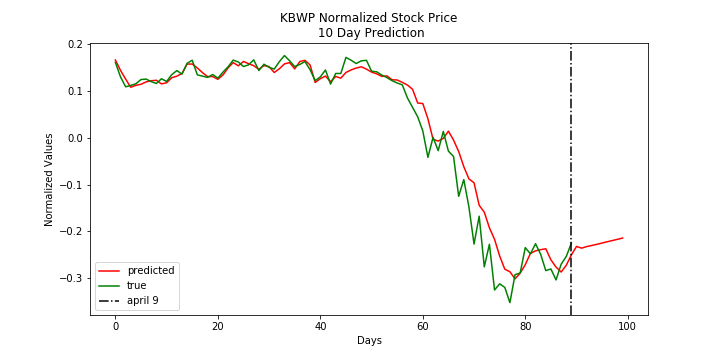 KBWP Normalized Stock Price
10 Day Prediction
Normalized Values
0.2
0.1
0.0
−0.1
−0.2
−0.3
predicted
true
april 9
0
20
40
60
80
100
Days